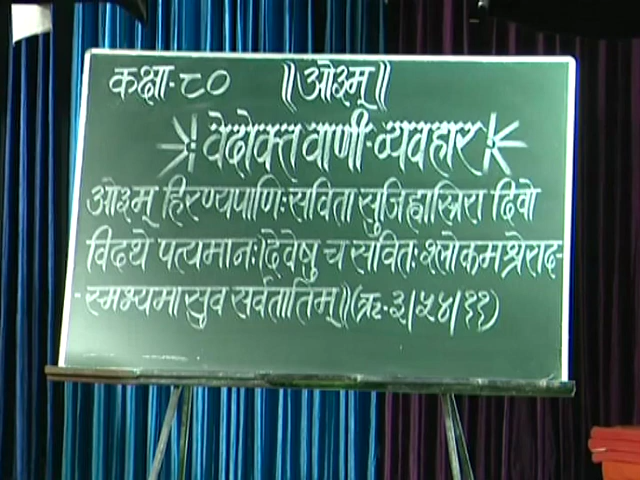 कक्षा-८० ॥ओ३म्॥
वेदोक्त वाणी-व्यवहार
ओ३म् हिरण्यपाणिःसविता सुजिह्वास्त्रिरा दिवो
विदथे पत्यमानः।देवेषु च सवितः श्लोकमश्रेराद-
-स्मभ्यमासुव सर्वतातिम्॥(ऋ-३/५४/११)